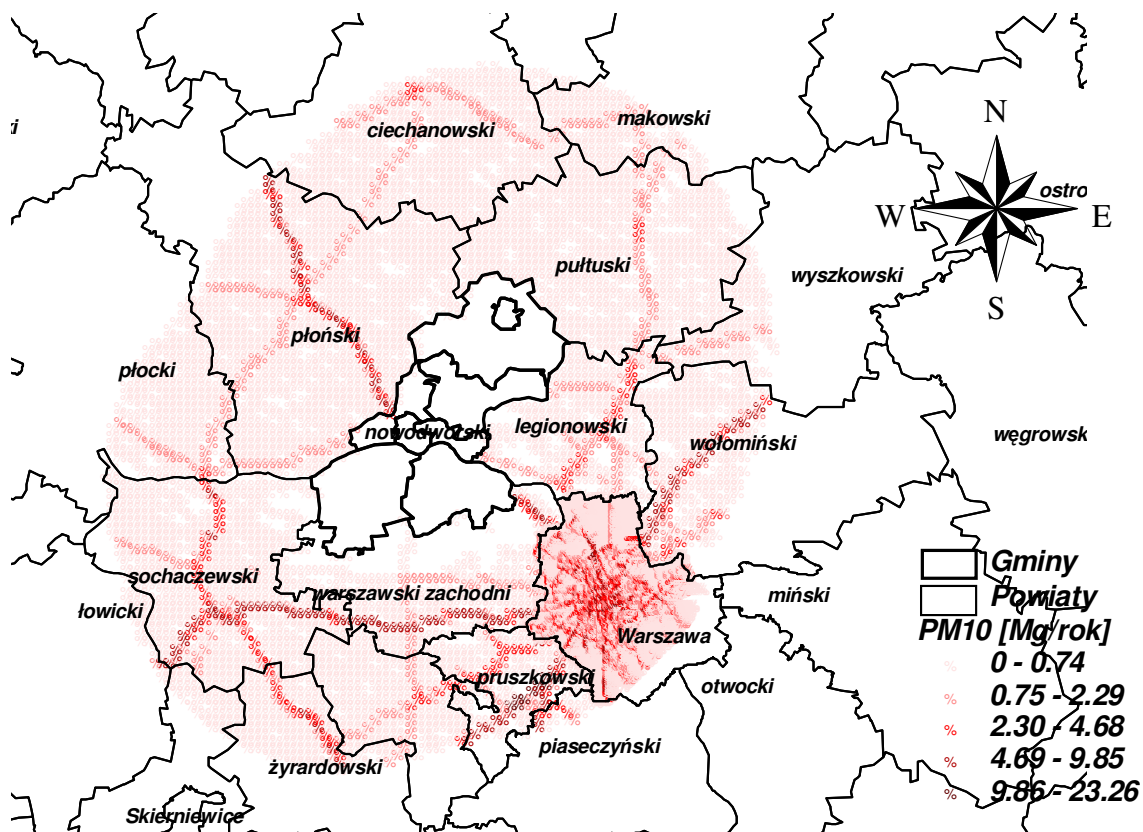 N
ciechanowski
makowski
ostro
W
E
pułtuski
wyszkowski
S
płoński
płocki
legionowski
nowodworski
wołomiński
węgrowsk
Gminy
sochaczewski
warszawski zachodni
miński
Powiaty
łowicki
Warszawa
PM10 [Mg/rok]
0 - 0.74
pruszkowski
otwocki
0.75 - 2.29
2.30 - 4.68
piaseczyński
żyrardowski
4.69 - 9.85
9.86 - 23.26
Skierniewice